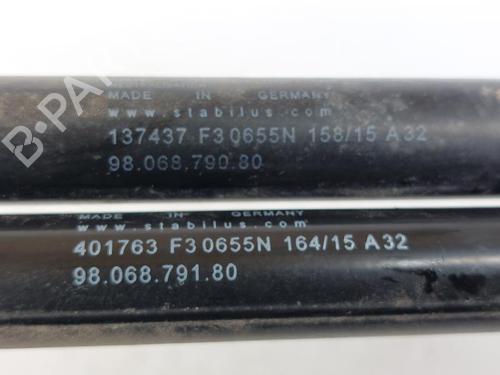 MADE IN GERMANY
www.stabilus.com
137437 F3 0655N 158/15 A32
98.068.790.80
MADE IN GERMANY
www.stabilus.com
401763 F3 0655N 164/15 A32
98.068.791.80